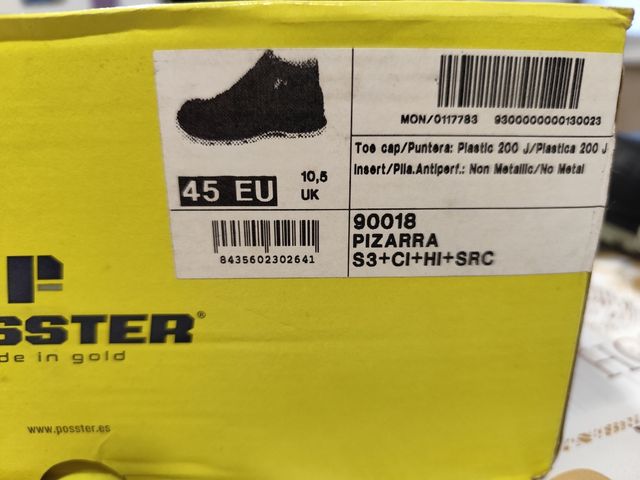 MON/0117783 9300000000130023
Toe cap/Puntera: Plastic 200 J/Plastica 200 J
Insert/Plla.Antiperf.: Non Metallic/No Metal
45 EU
10,5
UK
8435602302641
90018
PIZARRA
S3+CI+HI+SRC
P
OSSTER®
de in gold
www.posster.es